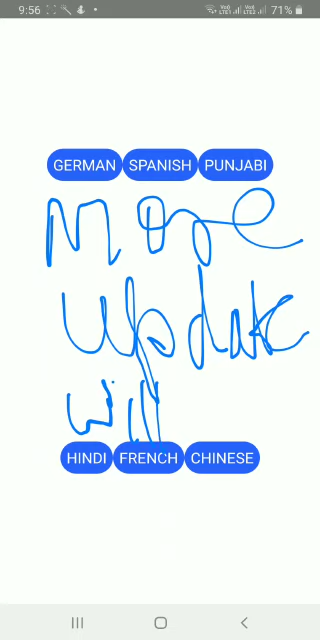 9:56 71%
GERMAN SPANISH PUNJABI
More
Update
will
HINDI FRENCH CHINESE